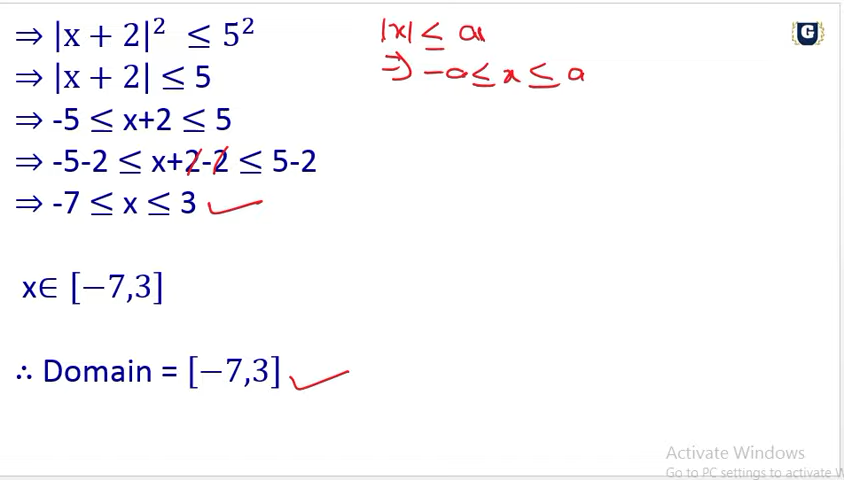 ⇒ |x + 2|² ≤ 5²
|x| ≤ a
⇒ |x + 2| ≤ 5
⇒ -a ≤ x ≤ a
⇒ -5 ≤ x+2 ≤ 5
⇒ -5-2 ≤ x+2-2 ≤ 5-2
⇒ -7 ≤ x ≤ 3
x∈ [−7,3]
∴ Domain = [−7,3]
G
Activate Windows
Go to PC settings to activate W